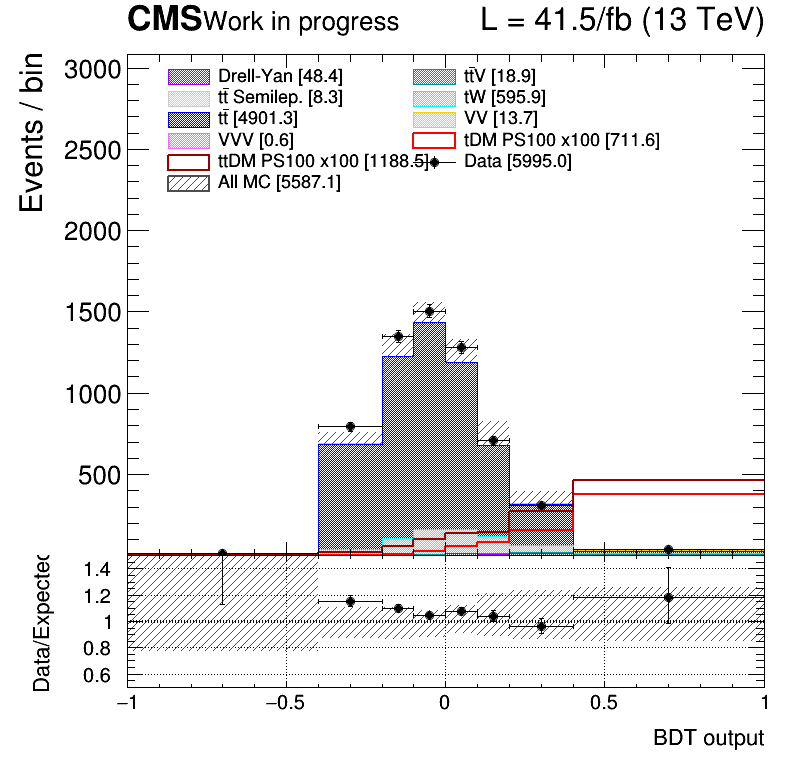 CMS Work in progress L = 41.5/fb (13 TeV)
Events / bin
3000
2500
2000
1500
1000
500
Drell-Yan [48.4] tt̄V [18.9]
tt̄ Semilep. [8.3] tW [595.9]
tt̄ [4901.3] VV [13.7]
VVV [0.6] tDM PS100 x100 [711.6]
ttDM PS100 x100 [1188.5] Data [5995.0]
All MC [5587.1]
Data/Expected
1.4
1.2
1
0.8
0.6
−1 −0.5 0 0.5 1
BDT output